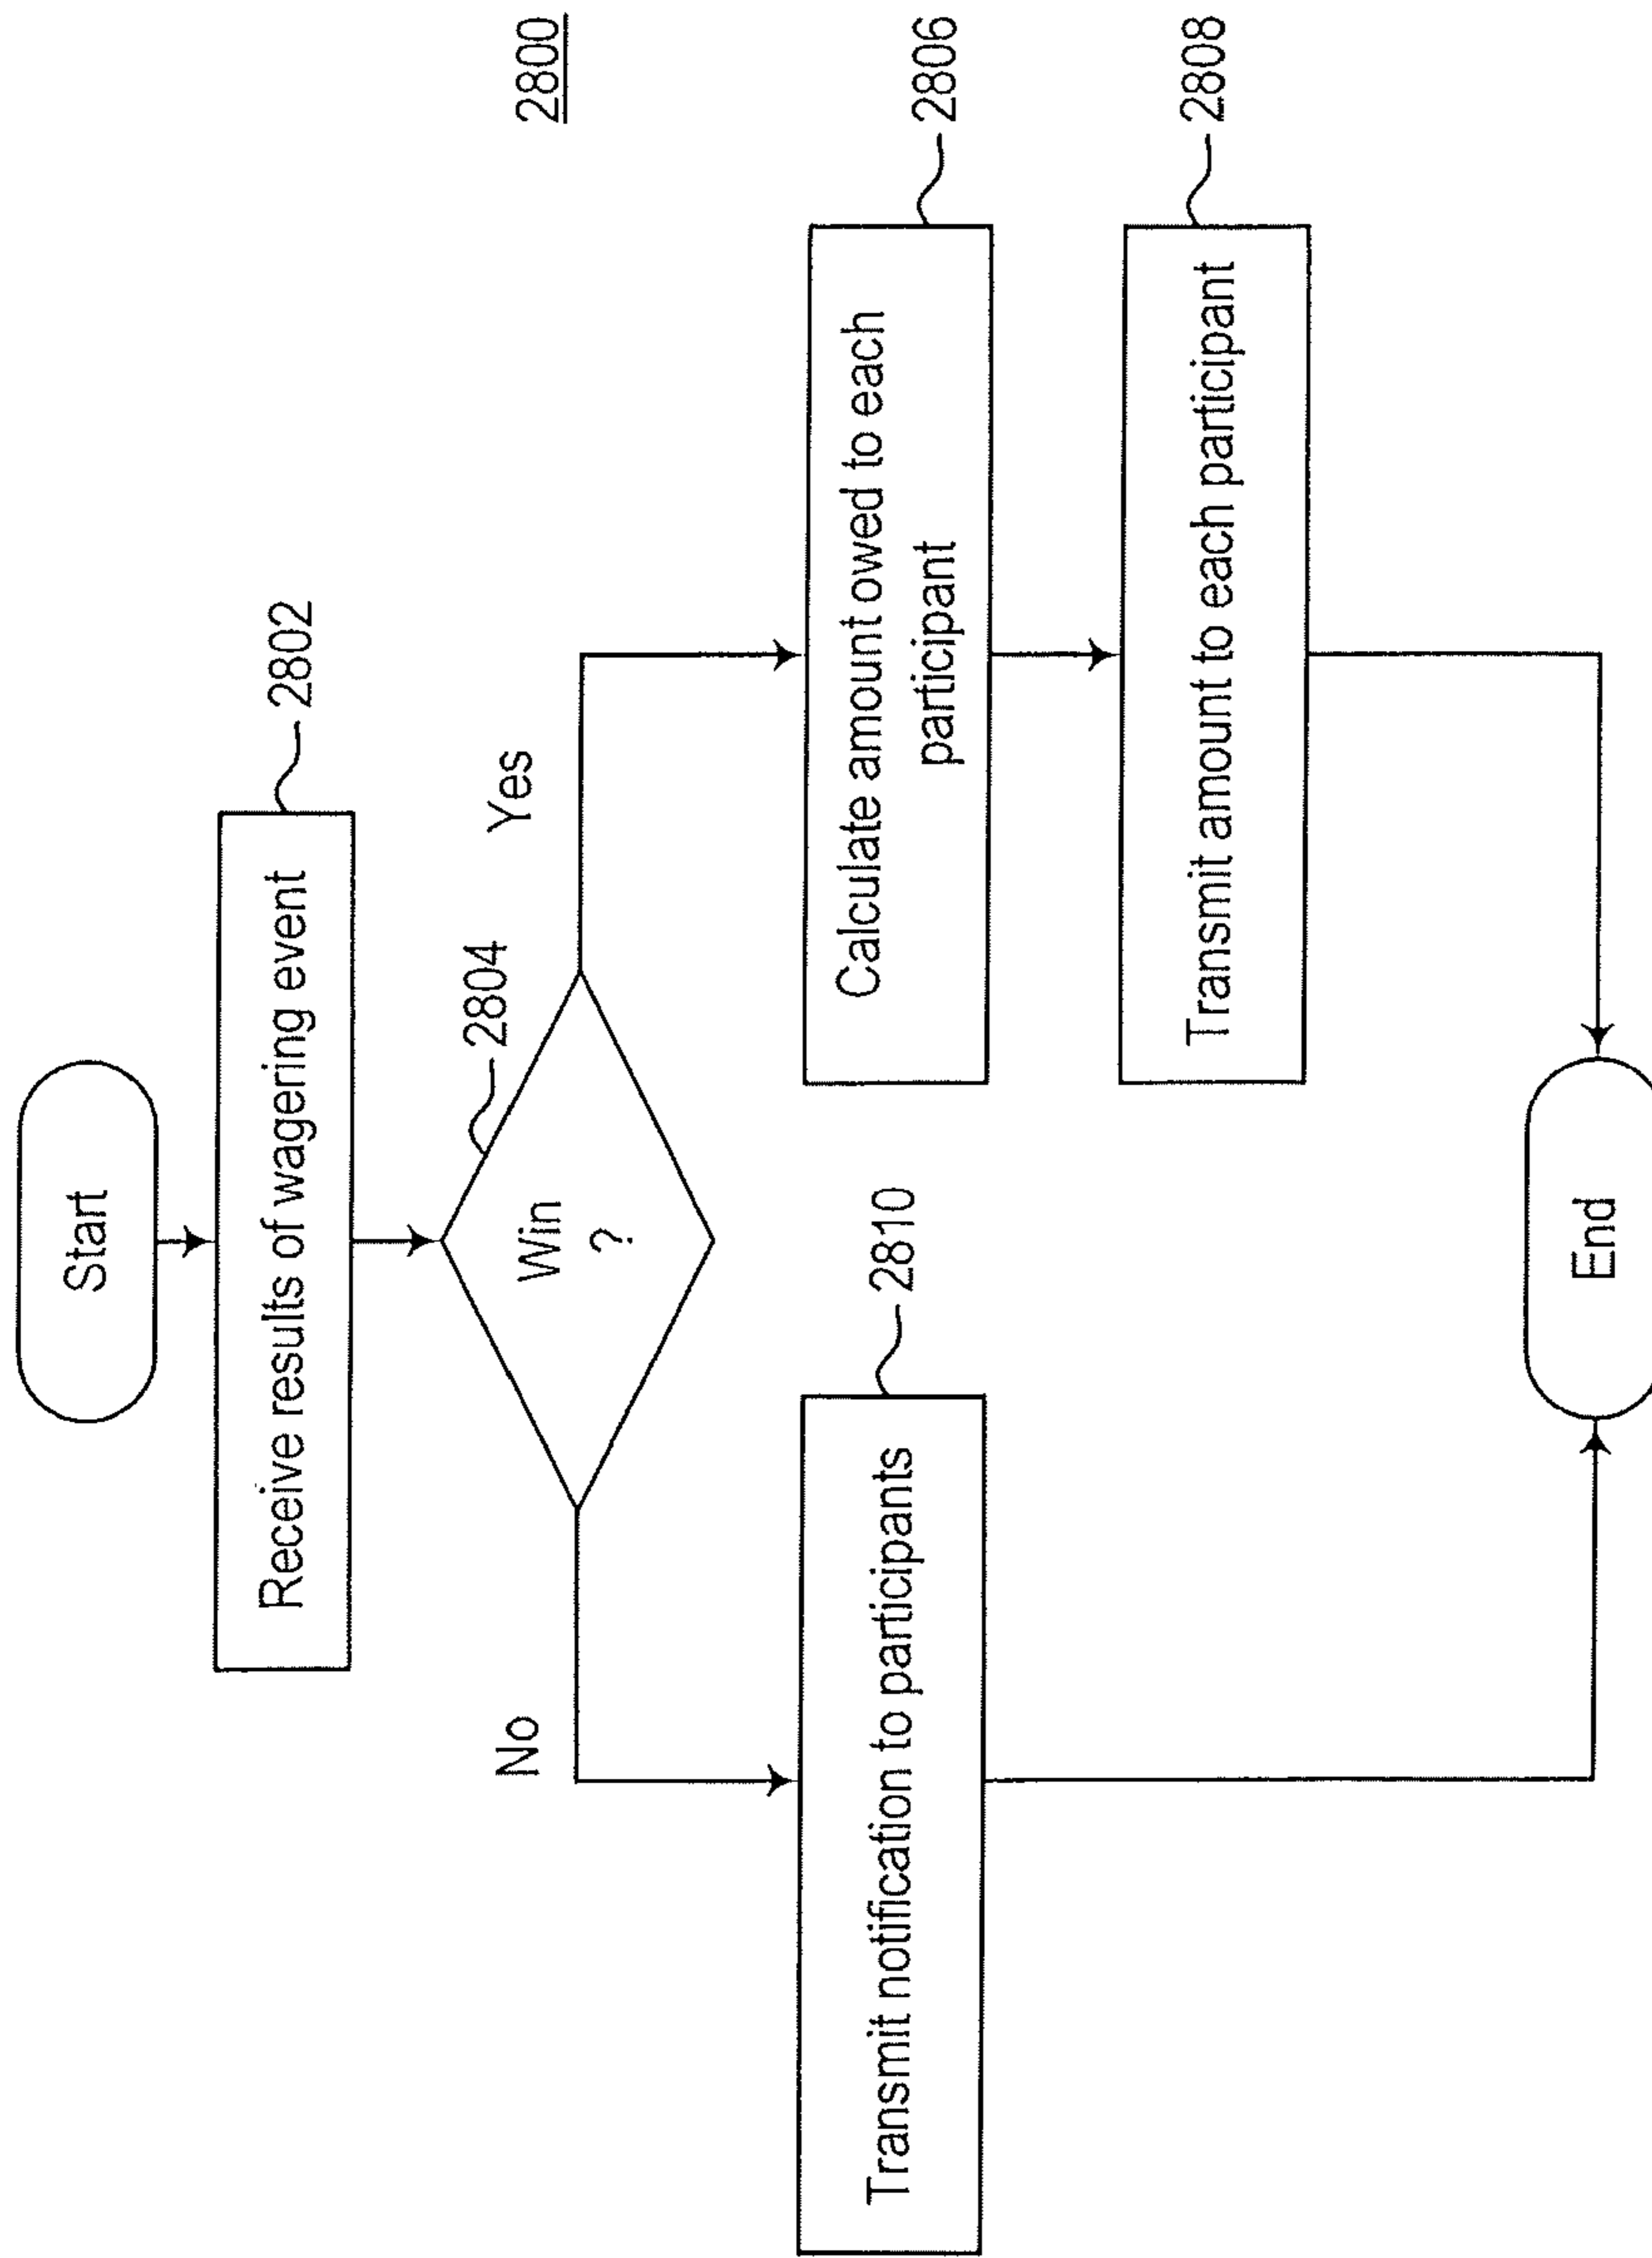 2800
Start
Receive results of wagering event
2802
2804
Win
?
No
Yes
Transmit notification to participants
2810
Calculate amount owed to each
participant
2806
Transmit amount to each participant
2808
End